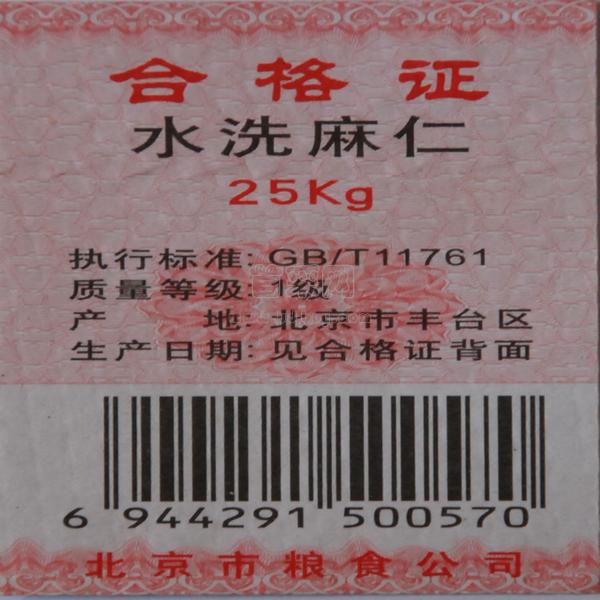 合格证
水洗麻仁
25Kg
执行标准: GB/T11761
质量等级: 1级
产 地: 北京市丰台区
生产日期: 见合格证背面
6 944291 500570
北京市粮食公司